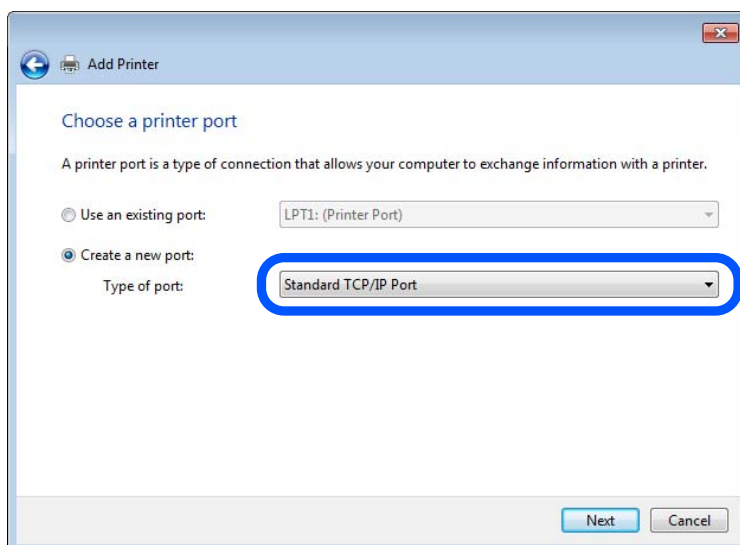 Add Printer
Choose a printer port
A printer port is a type of connection that allows your computer to exchange information with a printer.
Use an existing port: LPT1: (Printer Port)
Create a new port:
Type of port: Standard TCP/IP Port
Next Cancel